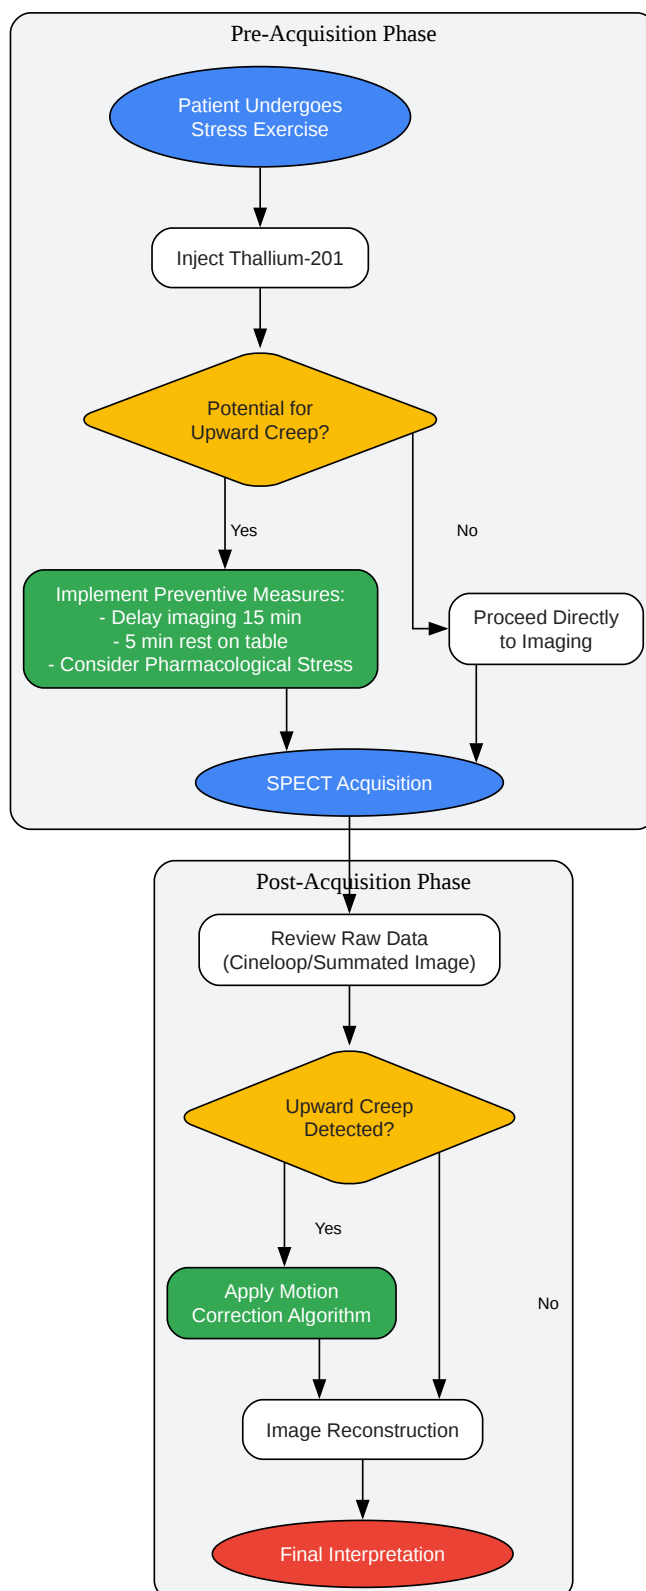 Pre-Acquisition Phase
Patient Undergoes
Stress Exercise
Inject Thallium-201
Potential for
Upward Creep?
Yes
No
Implement Preventive Measures:
- Delay imaging 15 min
- 5 min rest on table
- Consider Pharmacological Stress
Proceed Directly
to Imaging
SPECT Acquisition
Post-Acquisition Phase
Review Raw Data
(Cineloop/Summated Image)
Upward Creep
Detected?
Yes
No
Apply Motion
Correction Algorithm
Image Reconstruction
Final Interpretation